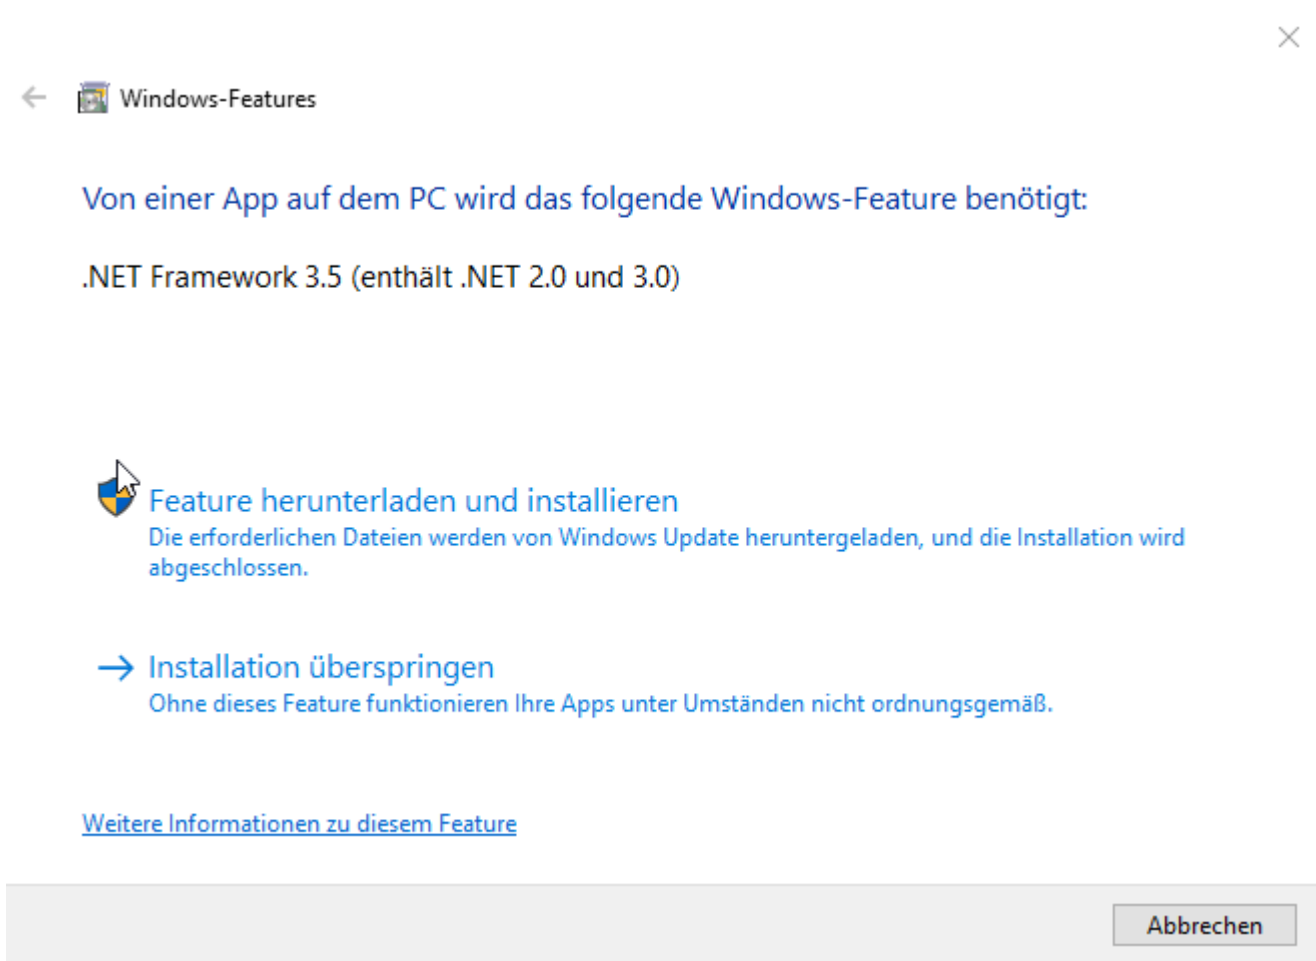 Windows-Features
Von einer App auf dem PC wird das folgende Windows-Feature benötigt:
.NET Framework 3.5 (enthält .NET 2.0 und 3.0)
Feature herunterladen und installieren
Die erforderlichen Dateien werden von Windows Update heruntergeladen, und die Installation wird
abgeschlossen.
Installation überspringen
Ohne dieses Feature funktionieren Ihre Apps unter Umständen nicht ordnungsgemäß.
Weitere Informationen zu diesem Feature
Abbrechen